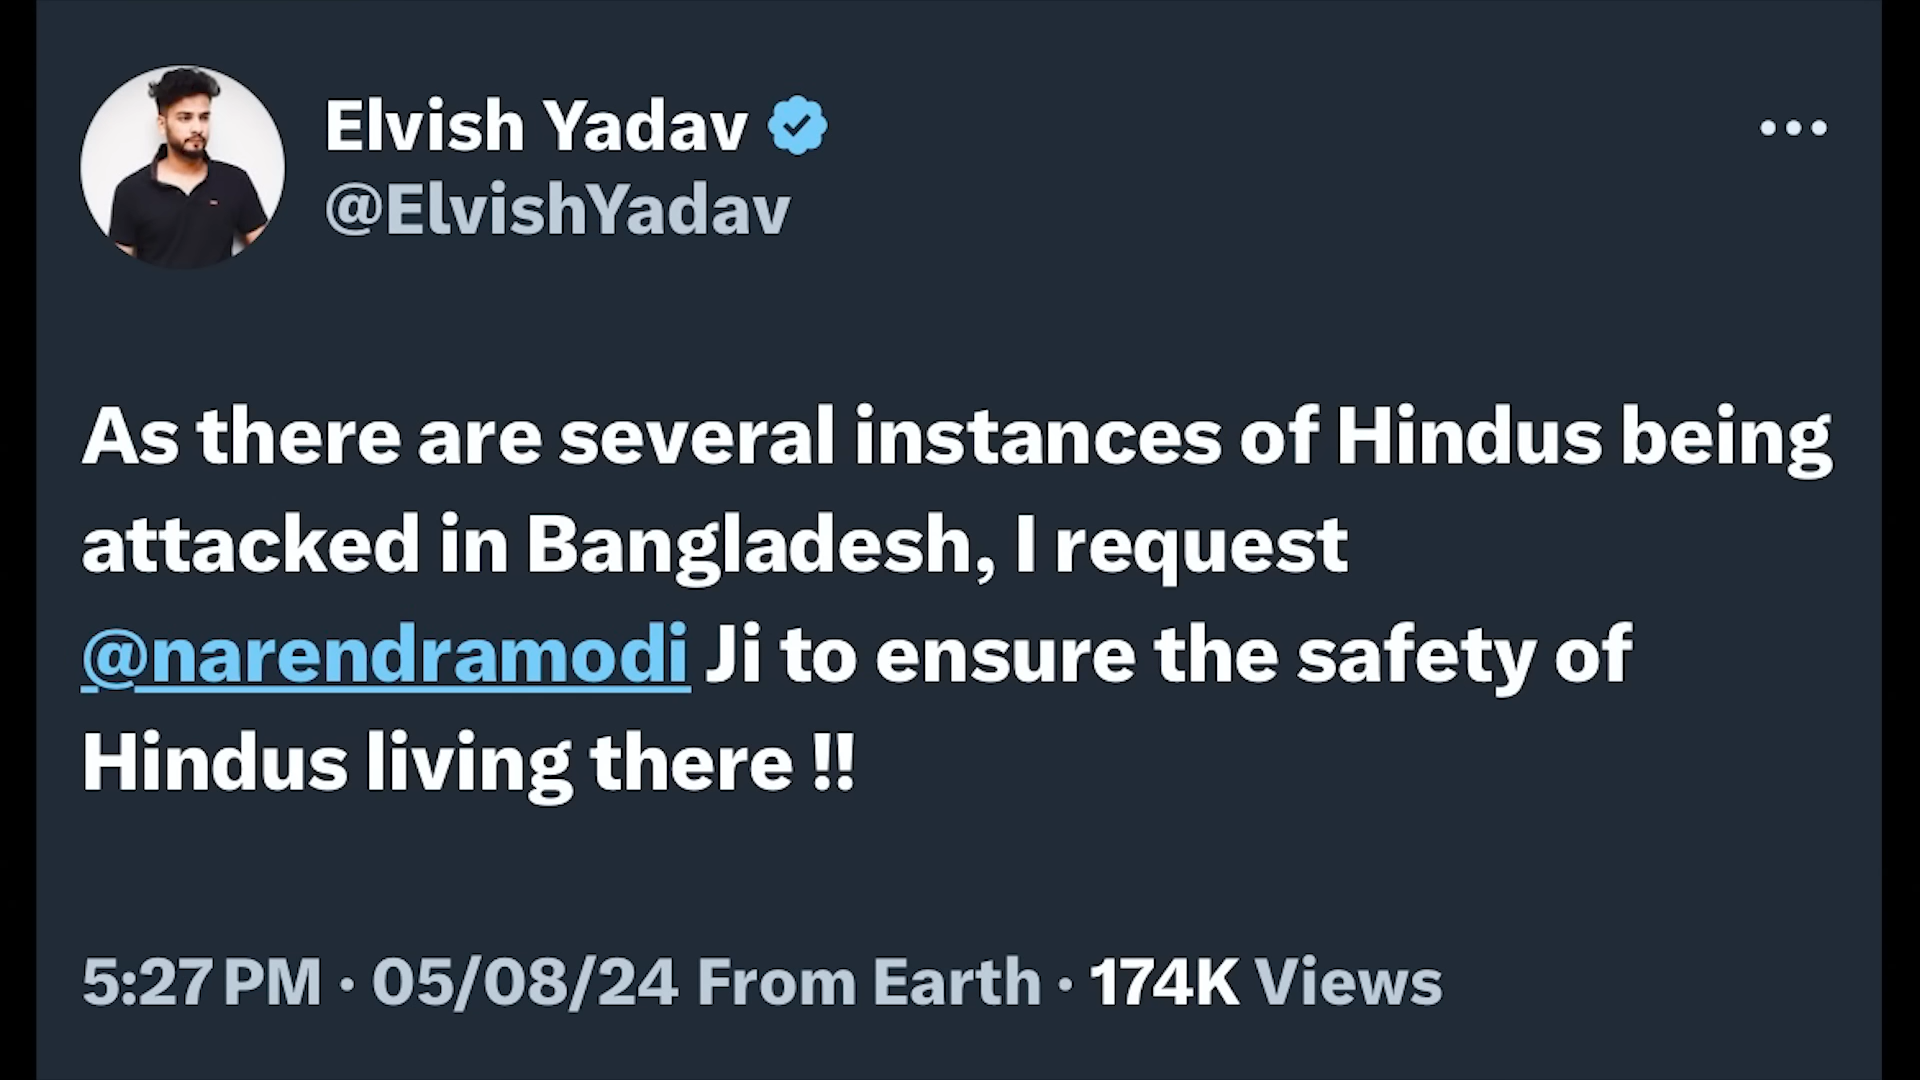 Elvish Yadav
@ElvishYadav
As there are several instances of Hindus being
attacked in Bangladesh, I request
@narendramodi Ji to ensure the safety of
Hindus living there !!
5:27 PM · 05/08/24 From Earth · 174K Views